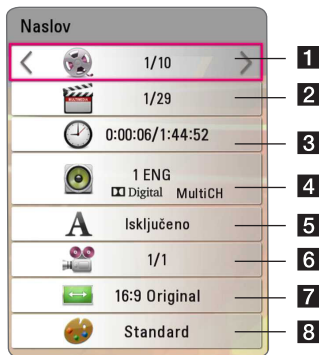 Naslov
1/10 1
1/29 2
0:00:06/1:44:52 3
1 ENG
Digital MultiCH 4
A Isključeno 5
1/1 6
16:9 Original 7
Standard 8